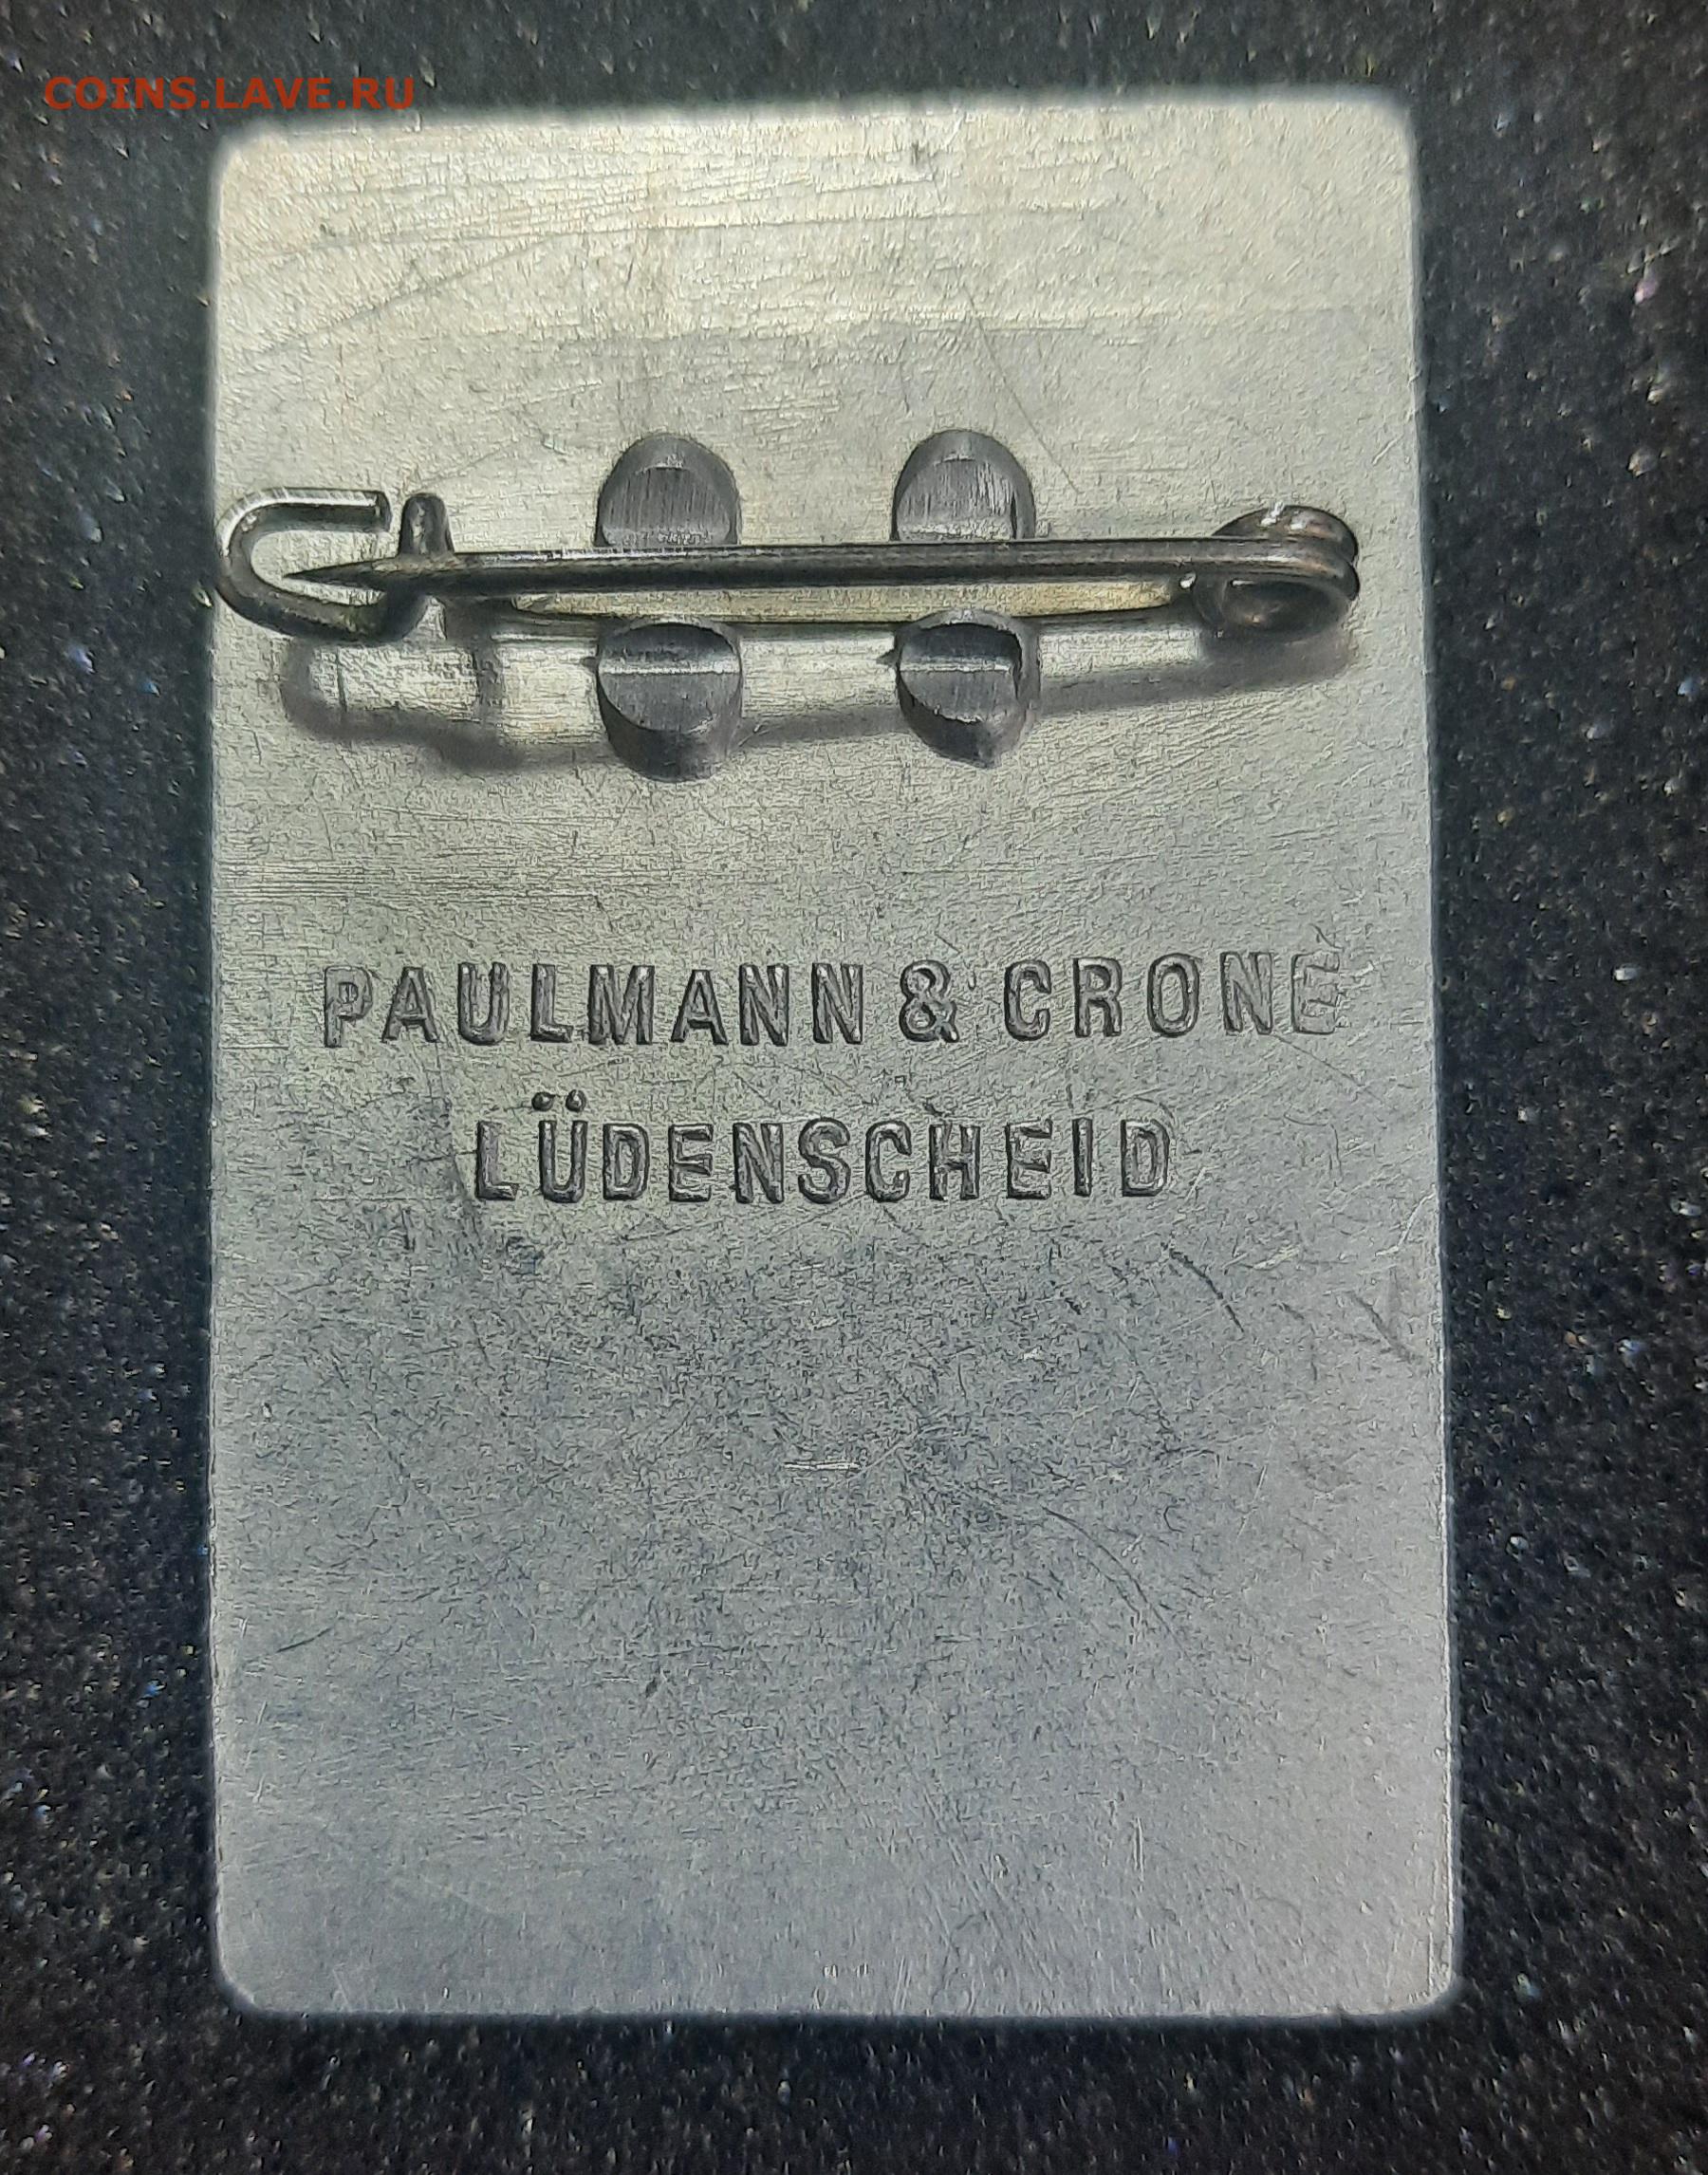 COINS.LAVE.RU
PAULMANN & CRONE
LÜDENSCHEID